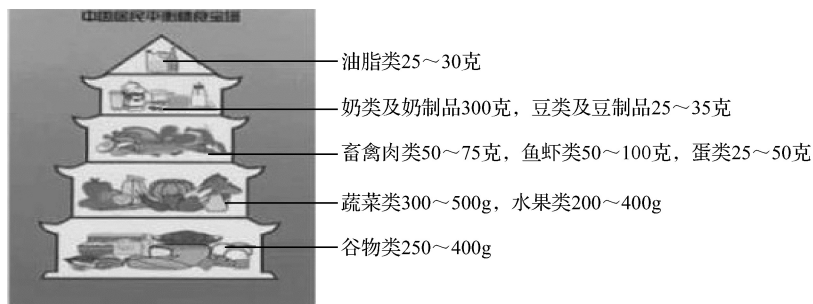 中国居民平衡膳食宝塔
油脂类25～30克
奶类及奶制品300克，豆类及豆制品25～35克
畜禽肉类50～75克，鱼虾类50～100克，蛋类25～50克
蔬菜类300～500g，水果类200～400g
谷物类250～400g